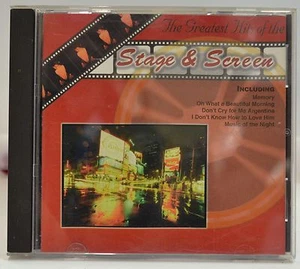 The Greatest Hits of the
Stage & Screen
INCLUDING
Memory
Oh What a Beautiful Morning
Don't Cry for Me Argentina
I Don't Know How to Love Him
Music of the Night